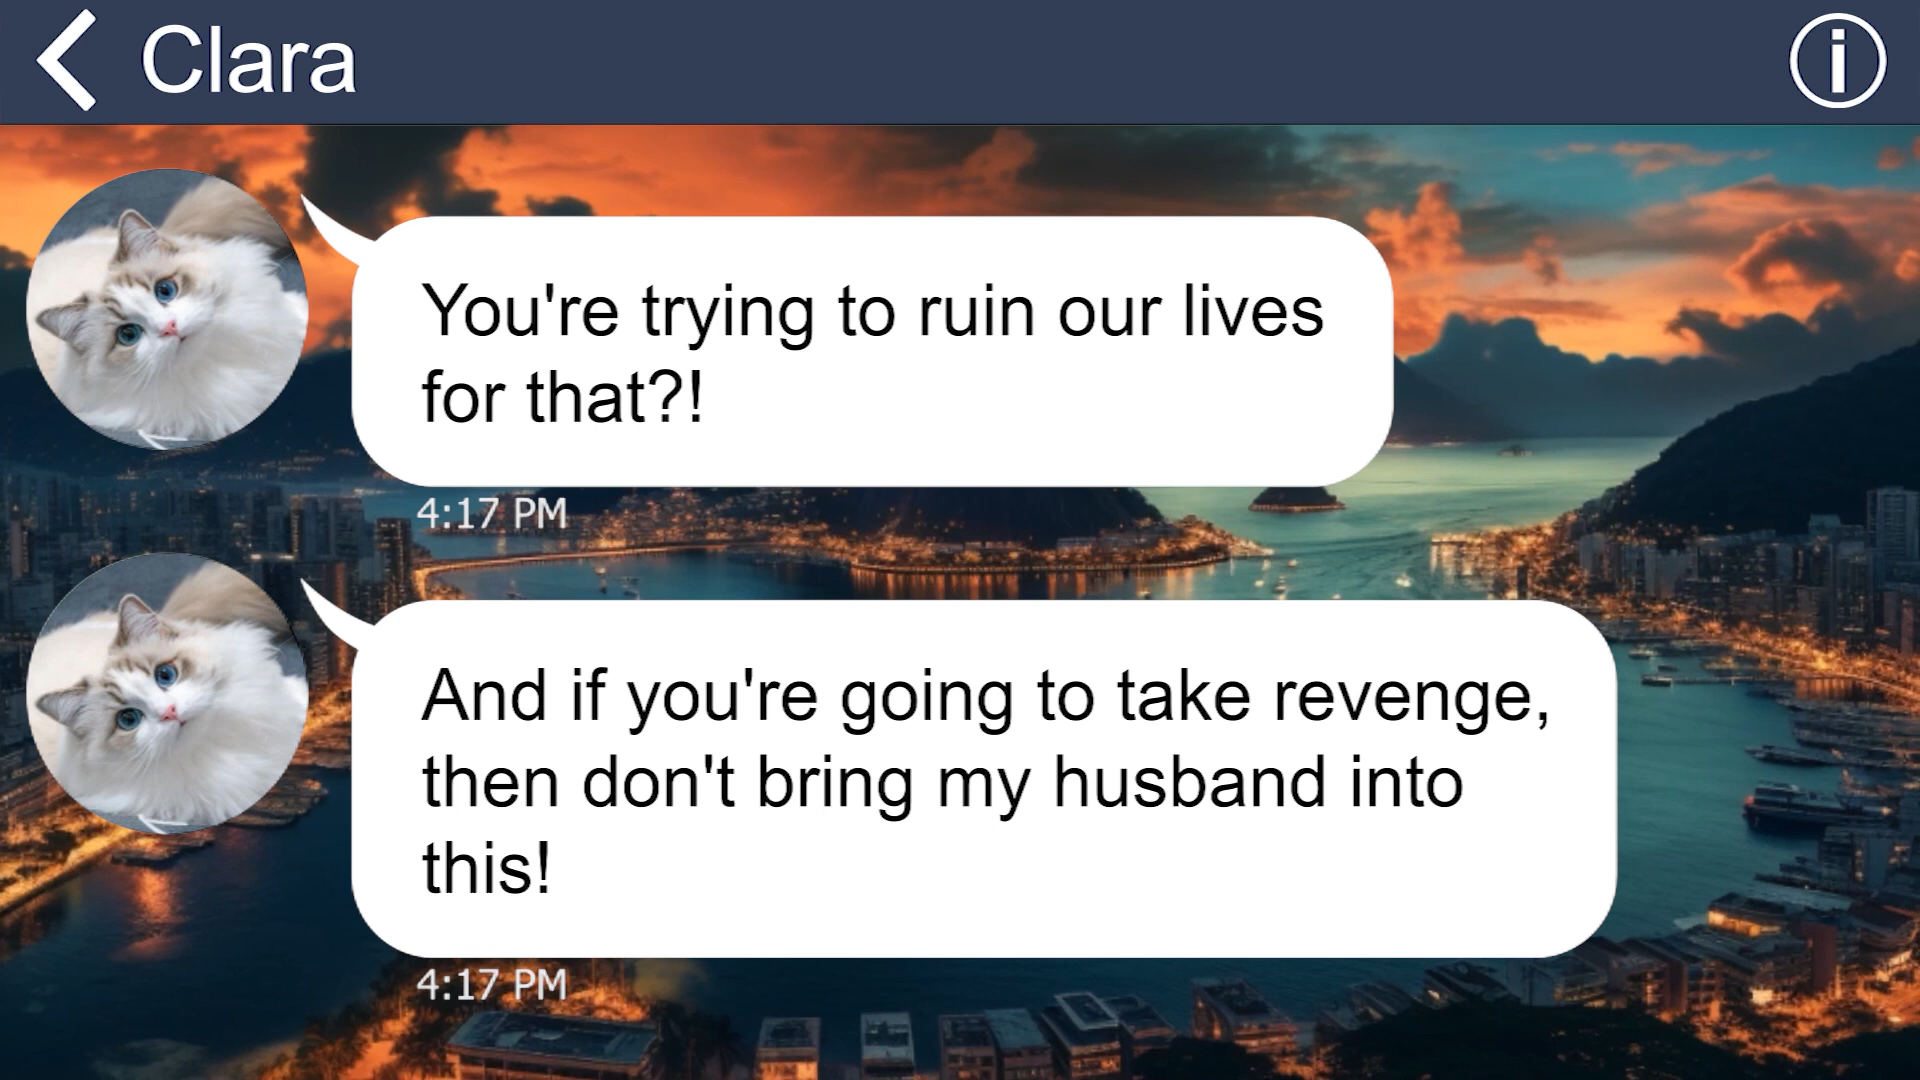 Clara
You're trying to ruin our lives
for that?!
4:17 PM
And if you're going to take revenge,
then don't bring my husband into
this!
4:17 PM